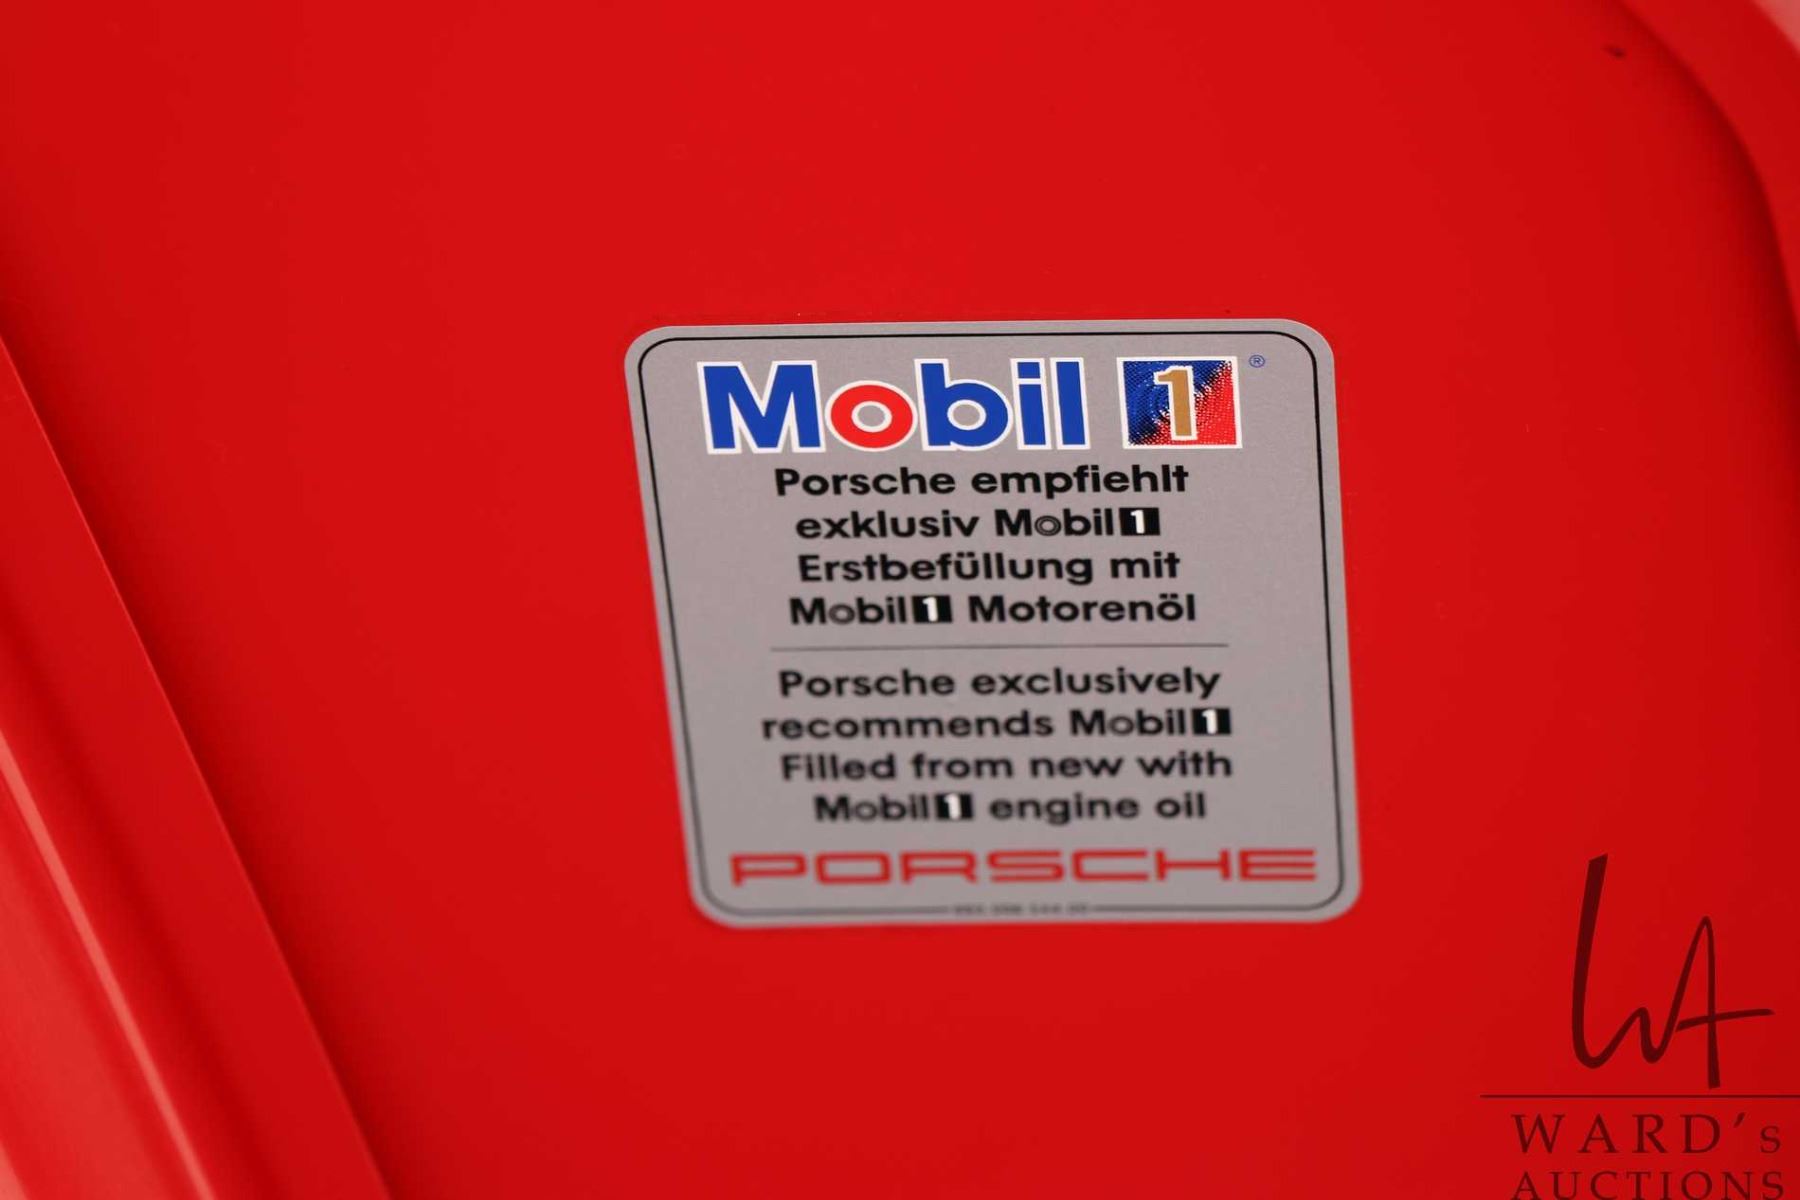 Mobil 1 ®
Porsche empfiehlt
exklusiv Mobil 1
Erstbefüllung mit
Mobil 1 Motorenöl
Porsche exclusively
recommends Mobil 1
Filled from new with
Mobil 1 engine oil
PORSCHE
WA
WARD's
AUCTIONS